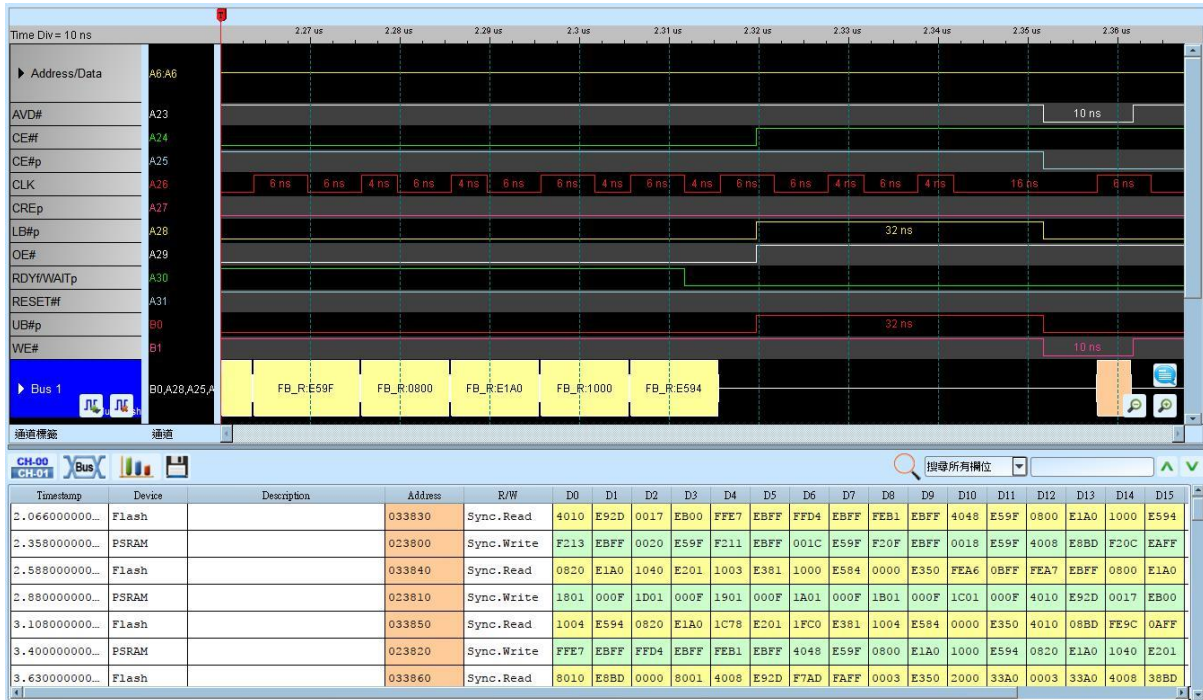 Time Div = 10 ns
2.27 us 2.28 us 2.29 us 2.3 us 2.31 us 2.32 us 2.33 us 2.34 us 2.35 us 2.36 us
Address/Data A6:A6
AVD# A23 10 ns
CE#f A24
CE#p A25
CLK A26 6 ns 6 ns 4 ns 6 ns 4 ns 6 ns 6 ns 4 ns 6 ns 4 ns 6 ns 6 ns 4 ns 6 ns 4 ns 16 ns 6 ns
CREp A27
LB#p A28 32 ns
OE# A29
RDYf/WAITp A30
RESET#f A31
UB#p B0 32 ns
WE# B1 10 ns
Bus 1 B0,A28,A25,A FB_R:E59F FB_R:0800 FB_R:E1A0 FB_R:1000 FB_R:E594
通道標籤 通道
CH-00
CH-01 Bus 搜尋所有欄位
Timestamp Device Description Address R/W D0 D1 D2 D3 D4 D5 D6 D7 D8 D9 D10 D11 D12 D13 D14 D15
2.066000000... Flash 033830 Sync.Read 4010 E92D 0017 EB00 FFE7 EBFF FFD4 EBFF FEB1 EBFF 4048 E59F 0800 E1A0 1000 E594
2.358000000... PSRAM 023800 Sync.Write F213 EBFF 0020 E59F F211 EBFF 001C E59F F20F EBFF 0018 E59F 4008 E8BD F20C EAFF
2.588000000... Flash 033840 Sync.Read 0820 E1A0 1040 E201 1003 E381 1000 E584 0000 E350 FEA6 0BFF FEA7 EBFF 0800 E1A0
2.880000000... PSRAM 023810 Sync.Write 1801 000F 1D01 000F 1901 000F 1A01 000F 1B01 000F 1C01 000F 4010 E92D 0017 EB00
3.108000000... Flash 033850 Sync.Read 1004 E594 0820 E1A0 1C78 E201 1FC0 E381 1004 E584 0000 E350 4010 08BD FE9C 0AFF
3.400000000... PSRAM 023820 Sync.Write FFE7 EBFF FFD4 EBFF FEB1 EBFF 4048 E59F 0800 E1A0 1000 E594 0820 E1A0 1040 E201
3.630000000... Flash 033860 Sync.Read 8010 E8BD 0000 8001 4008 E92D F7AD FAFF 0003 E350 2000 33A0 0003 33A0 4008 38BD